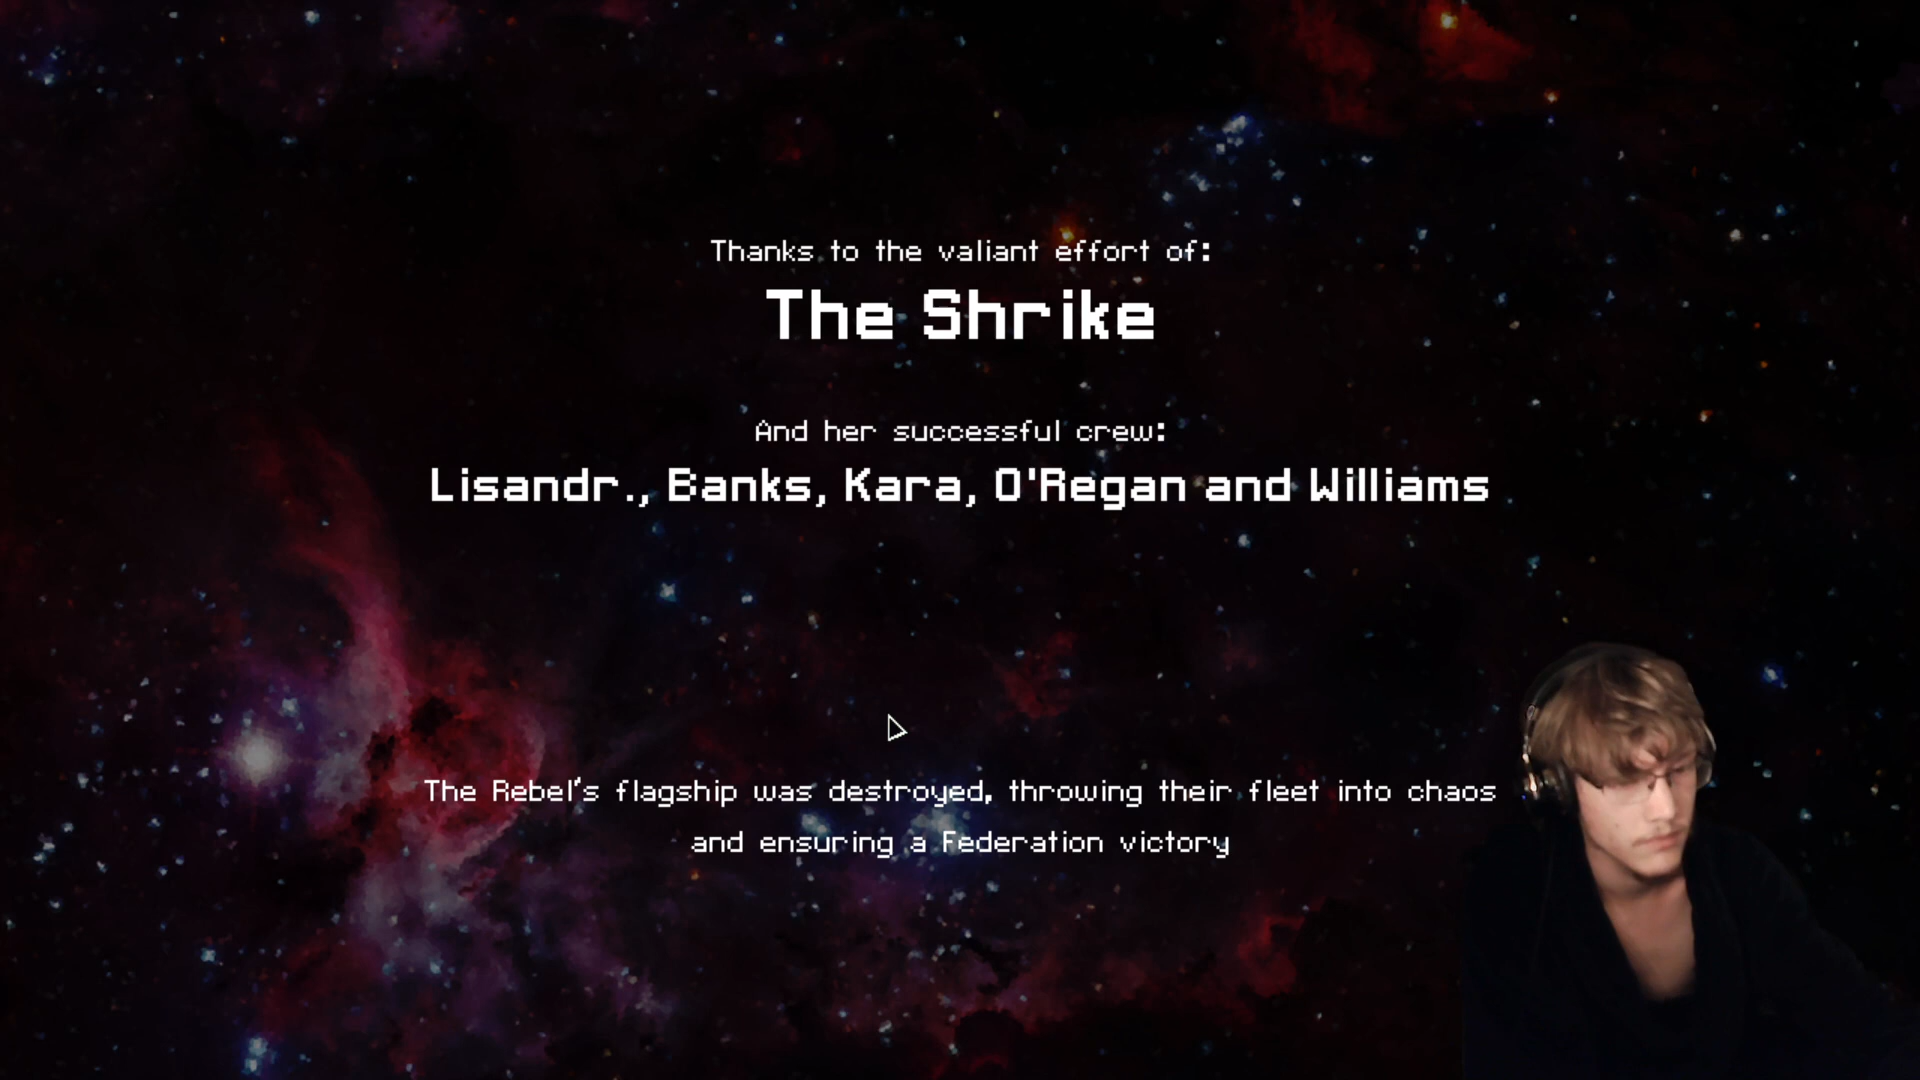 Thanks to the valiant effort of:
The Shrike
And her successful crew:
Lisandr., Banks, Kara, O'Regan and Williams
The Rebel's flagship was destroyed, throwing their fleet into chaos
and ensuring a Federation victory